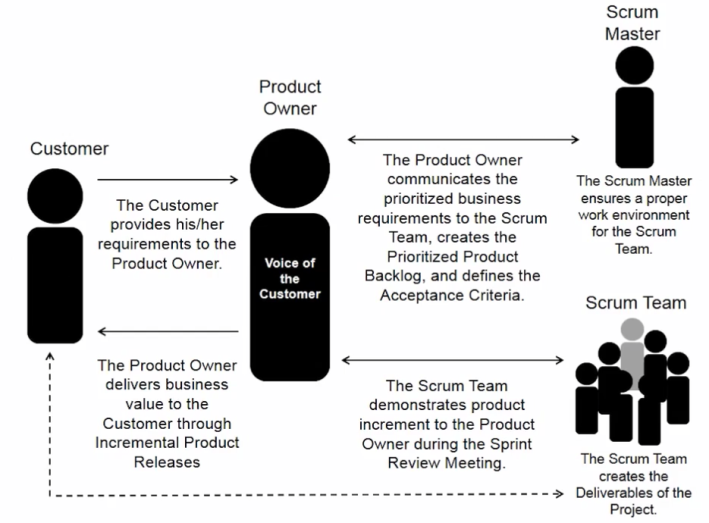 Scrum
Master
Product
Owner
Customer
The Customer
provides his/her
requirements to the
Product Owner.
Voice of
the
Customer
The Product Owner
communicates the
prioritized business
requirements to the Scrum
Team, creates the
Prioritized Product
Backlog, and defines the
Acceptance Criteria.
The Scrum Master
ensures a proper
work environment
for the Scrum
Team.
Scrum Team
The Product Owner
delivers business
value to the
Customer through
Incremental Product
Releases
The Scrum Team
demonstrates product
increment to the Product
Owner during the Sprint
Review Meeting.
The Scrum Team
creates the
Deliverables of the
Project.